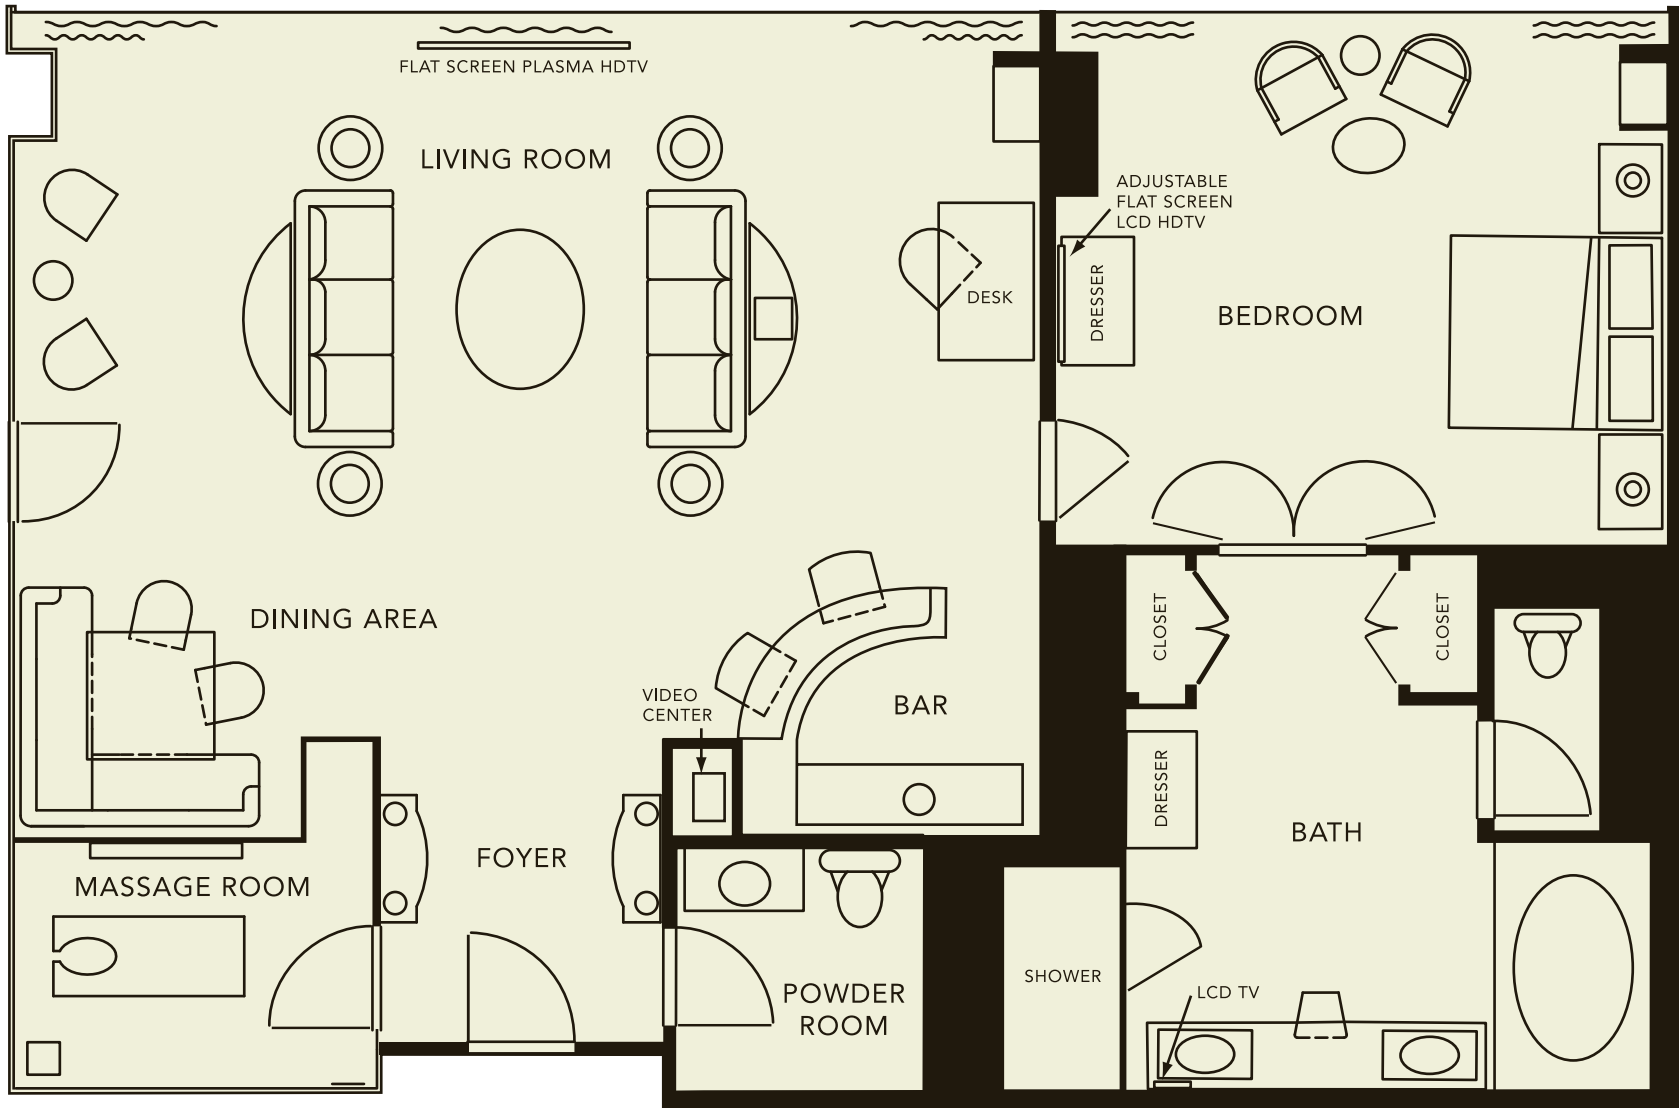 FLAT SCREEN PLASMA HDTV
LIVING ROOM
ADJUSTABLE
FLAT SCREEN
LCD HDTV
DESK
DRESSER
BEDROOM
DINING AREA
CLOSET
CLOSET
VIDEO
CENTER
BAR
DRESSER
BATH
FOYER
MASSAGE ROOM
SHOWER
POWDER
ROOM
LCD TV